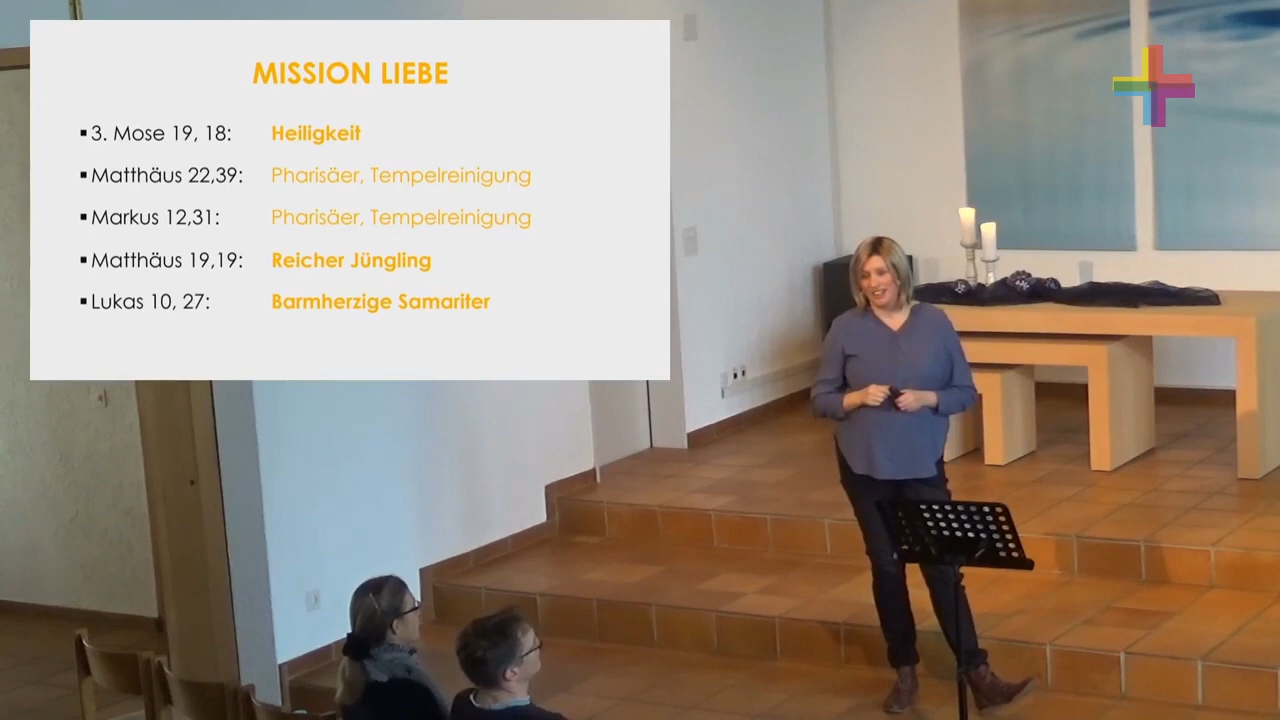 MISSION LIEBE
▪ 3. Mose 19, 18: Heiligkeit
▪ Matthäus 22,39: Pharisäer, Tempelreinigung
▪ Markus 12,31: Pharisäer, Tempelreinigung
▪ Matthäus 19,19: Reicher Jüngling
▪ Lukas 10, 27: Barmherzige Samariter